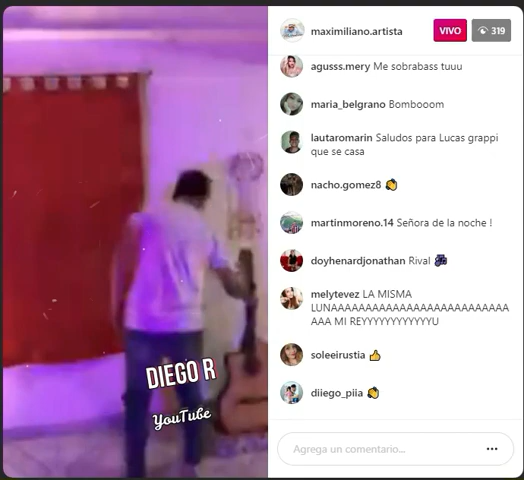 maximiliano.artista
VIVO
319
agusss.mery Me sobrabass tuuu
maria_belgrano Bombooom
lautaromarin Saludos para Lucas grappi
que se casa
nacho.gomez8
martinmoreno.14 Señora de la noche !
doyhenardjonathan Rival
melytevez LA MISMA
LUNAAAAAAAAAAAAAAAAAAAAAAAAAA
AAA MI REYYYYYYYYYYYYU
soleeirustia
diiego_piia
Agrega un comentario...
DIEGO R
YouTube